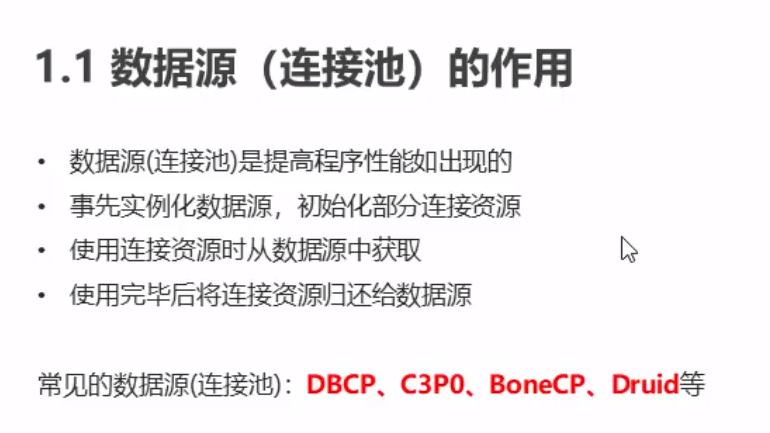 1.1 数据源（连接池）的作用
• 数据源(连接池)是提高程序性能如出现的
• 事先实例化数据源，初始化部分连接资源
• 使用连接资源时从数据源中获取
• 使用完毕后将连接资源归还给数据源
常见的数据源(连接池)：DBCP、C3P0、BoneCP、Druid等